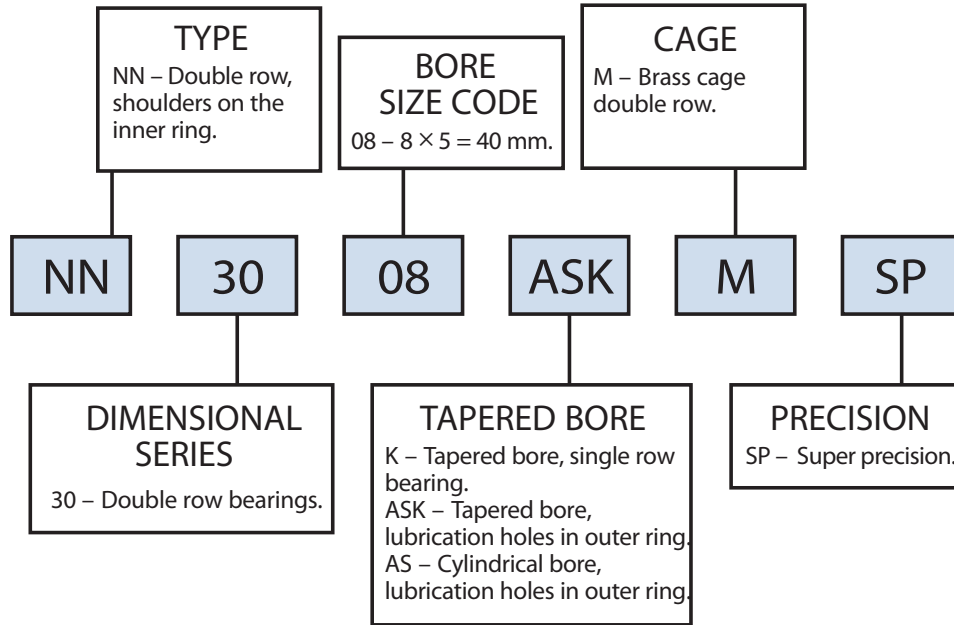 TYPE
NN – Double row,
shoulders on the
inner ring.
BORE
SIZE CODE
08 – 8 × 5 = 40 mm.
CAGE
M – Brass cage
double row.
NN
30
08
ASK
M
SP
DIMENSIONAL
SERIES
30 – Double row bearings.
TAPERED BORE
K – Tapered bore, single row
bearing.
ASK – Tapered bore,
lubrication holes in outer ring.
AS – Cylindrical bore,
lubrication holes in outer ring.
PRECISION
SP – Super precision.